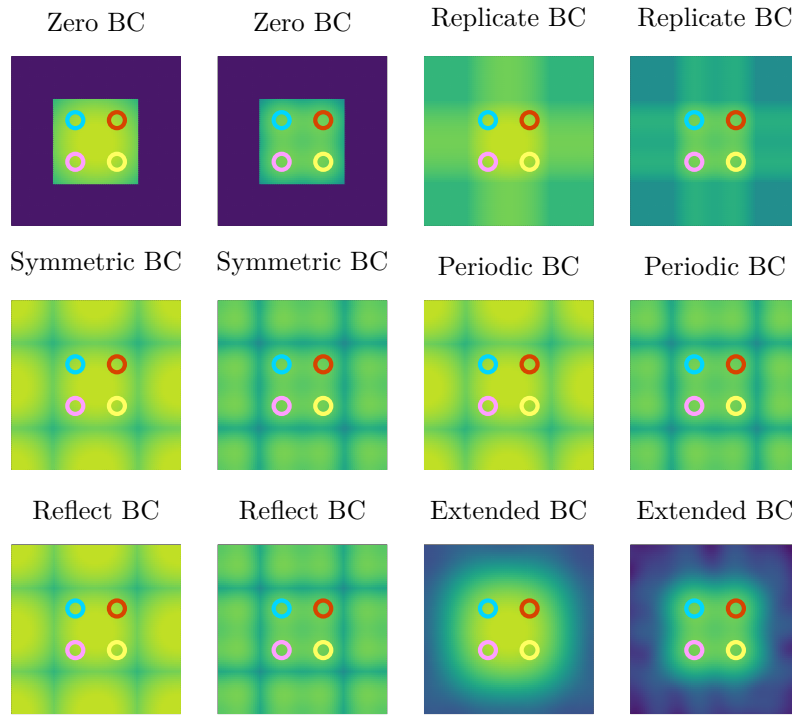 Zero BC
Zero BC
Replicate BC
Replicate BC
Symmetric BC
Symmetric BC
Periodic BC
Periodic BC
Reflect BC
Reflect BC
Extended BC
Extended BC